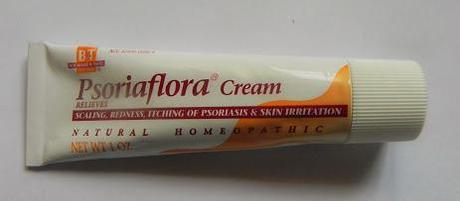 B&T
Psoriaflora® Cream
RELIEVES
SCALING, REDNESS, ITCHING OF PSORIASIS & SKIN IRRITATION
NATURAL HOMEOPATHIC
NET WT 1 OZ.